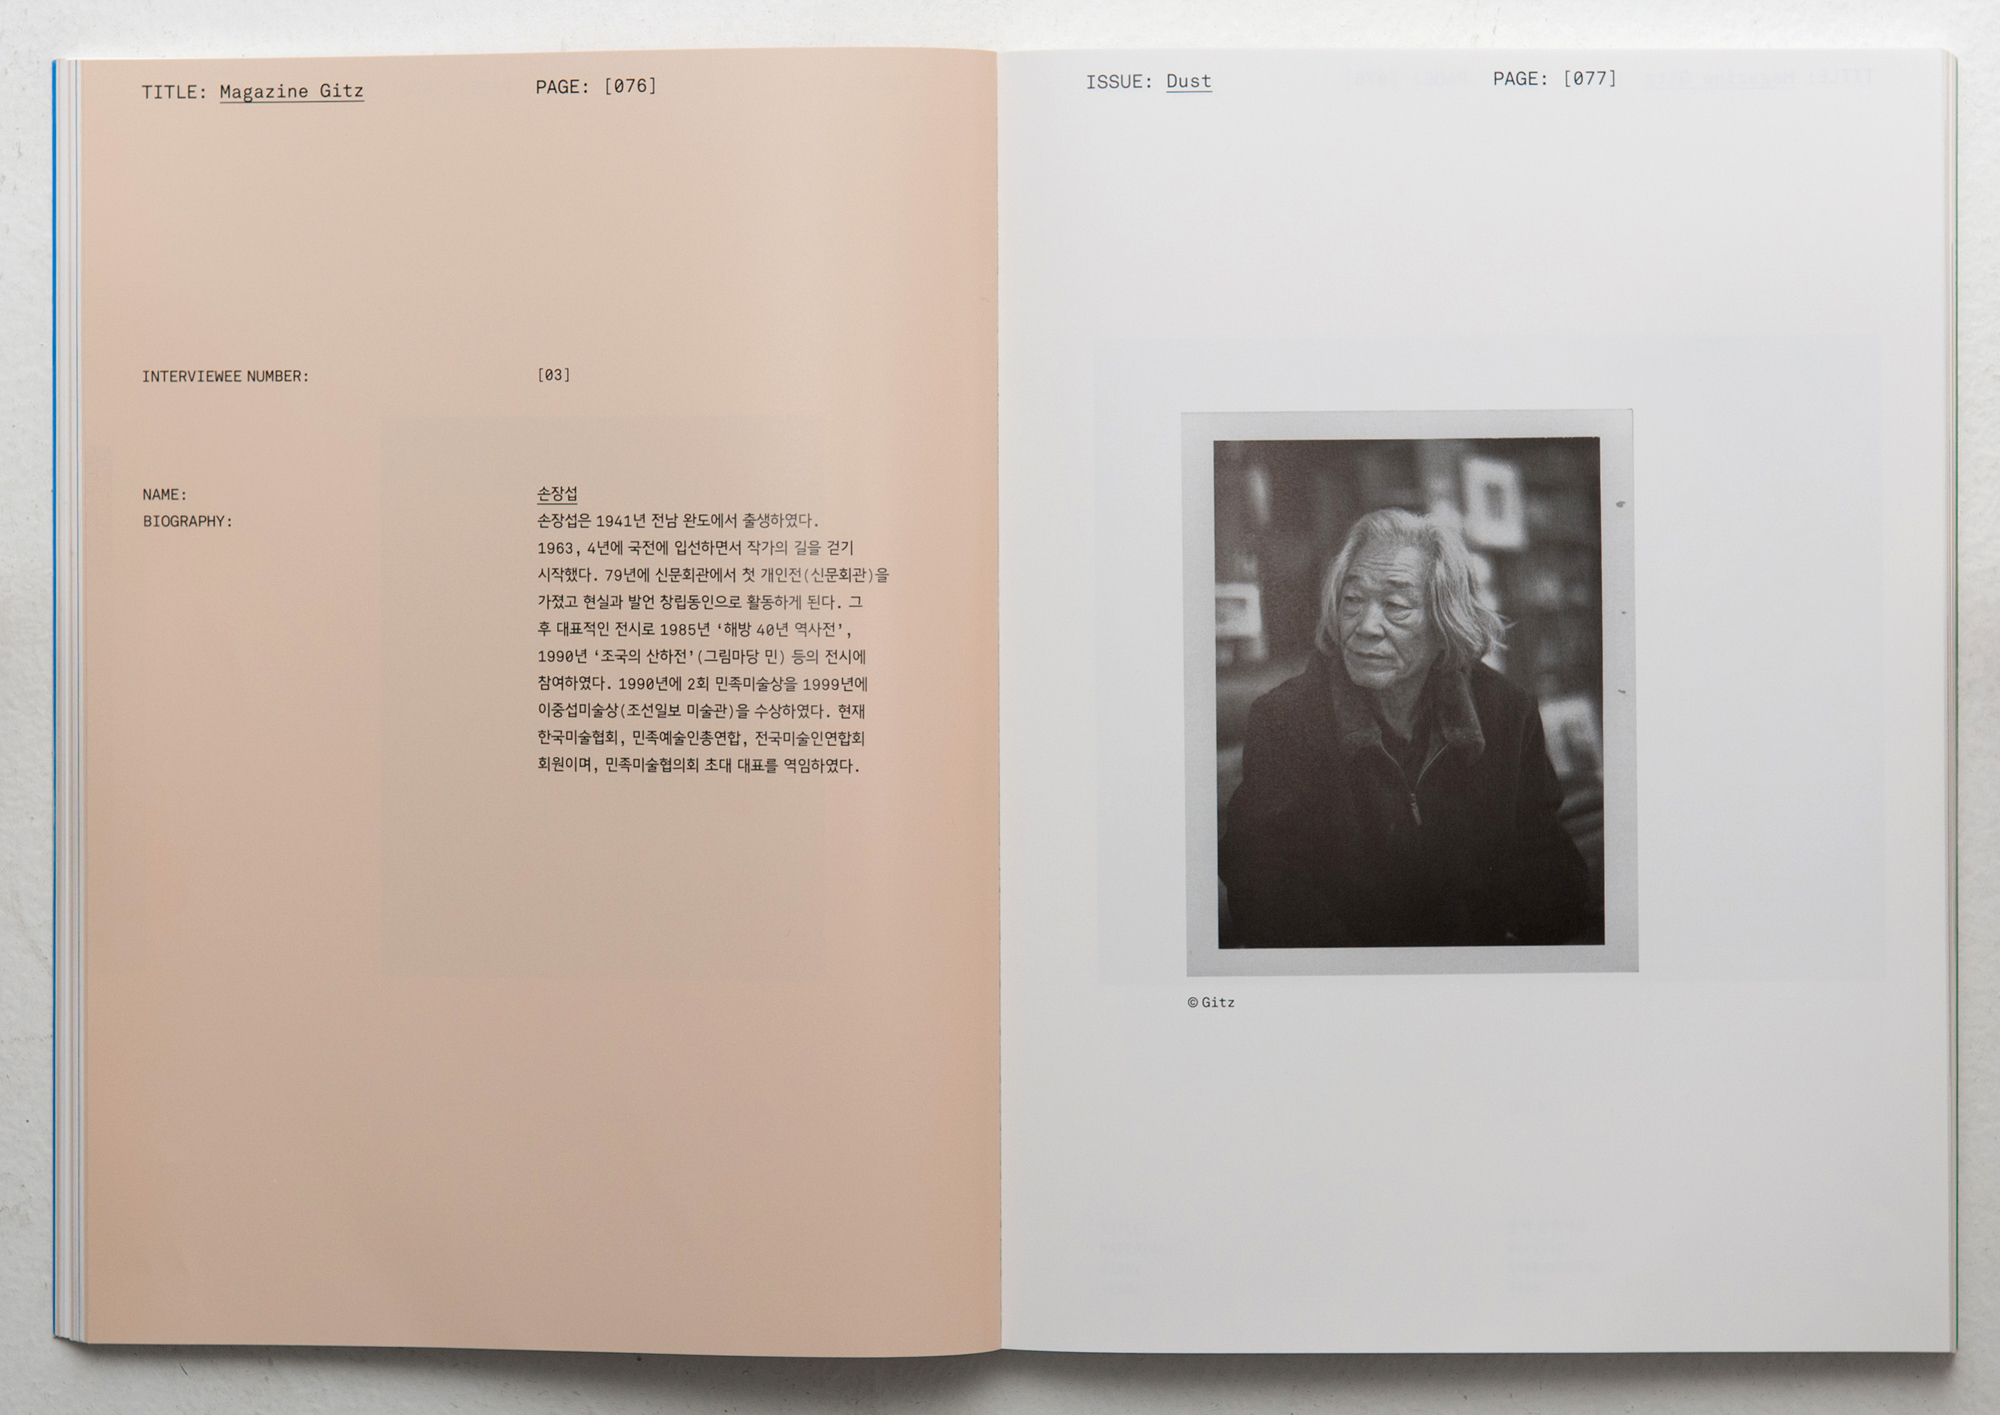 TITLE: Magazine Gitz PAGE: [076]
INTERVIEWEE NUMBER: [03]
NAME: 손장섭
BIOGRAPHY: 손장섭은 1941년 전남 완도에서 출생하였다.
1963, 4년에 국전에 입선하면서 작가의 길을 걷기
시작했다. 79년에 신문회관에서 첫 개인전(신문회관)을
가졌고 현실과 발언 창립동인으로 활동하게 된다. 그
후 대표적인 전시로 1985년 ‘해방 40년 역사전’,
1990년 ‘조국의 산하전’(그림마당 민) 등의 전시에
참여하였다. 1990년에 2회 민족미술상을 1999년에
이중섭미술상(조선일보 미술관)을 수상하였다. 현재
한국미술협회, 민족예술인총연합, 전국미술인연합회
회원이며, 민족미술협의회 초대 대표를 역임하였다.
ISSUE: Dust PAGE: [077]
© Gitz